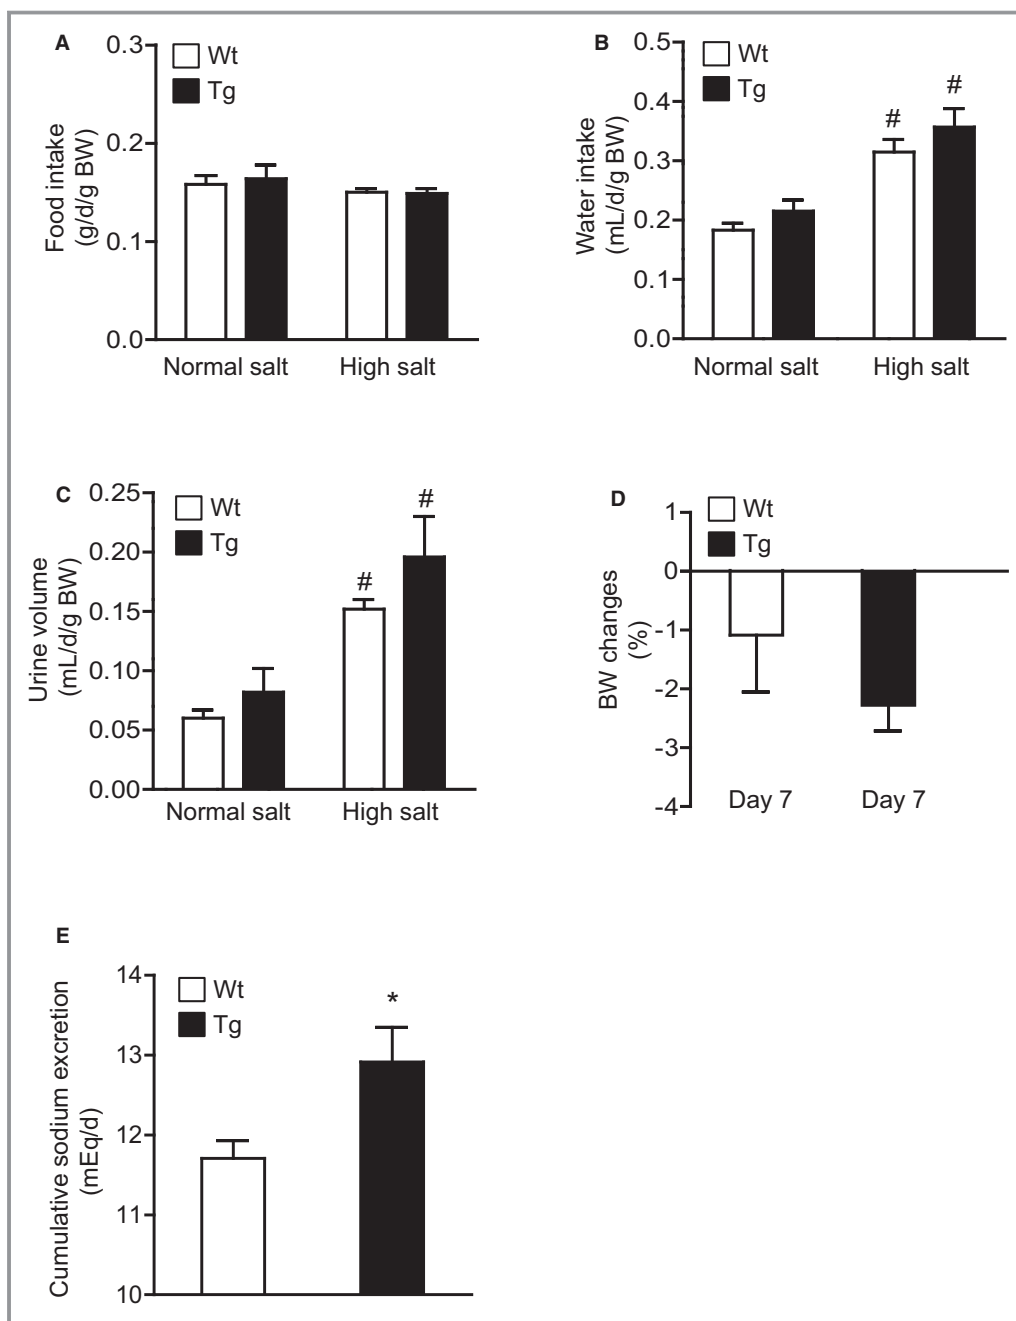 A
0.3
Wt
Tg
0.2
0.1
0.0
Food intake
(g/d/g BW)
Normal salt High salt
B
0.5
Wt
Tg
0.4
0.3
0.2
0.1
0.0
Water intake
(mL/d/g BW)
# #
Normal salt High salt
C
0.25
Wt
Tg
0.20
0.15
0.10
0.05
0.00
Urine volume
(mL/d/g BW)
# #
Normal salt High salt
D
1
Wt
Tg
0
-1
-2
-3
-4
BW changes
(%)
Day 7 Day 7
E
14
Wt
Tg
13
12
11
10
Cumulative sodium excretion
(mEq/d)
*